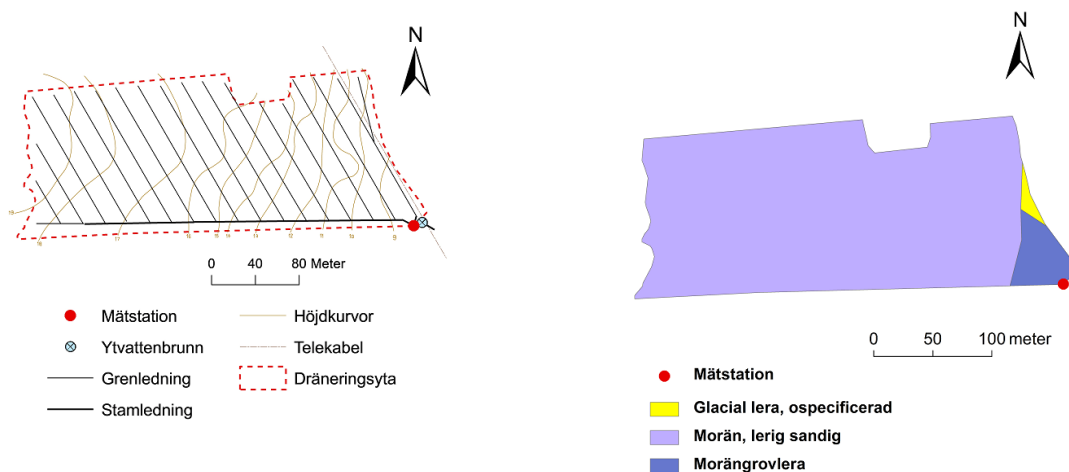 N
0 40 80 Meter
Mätstation
Höjdkurvor
Ytvattenbrunn
Telekabel
Grenledning
Dräneringsyta
Stamledning
N
0 50 100 meter
Mätstation
Glacial lera, ospecificerad
Morän, lerig sandig
Morängrovlera